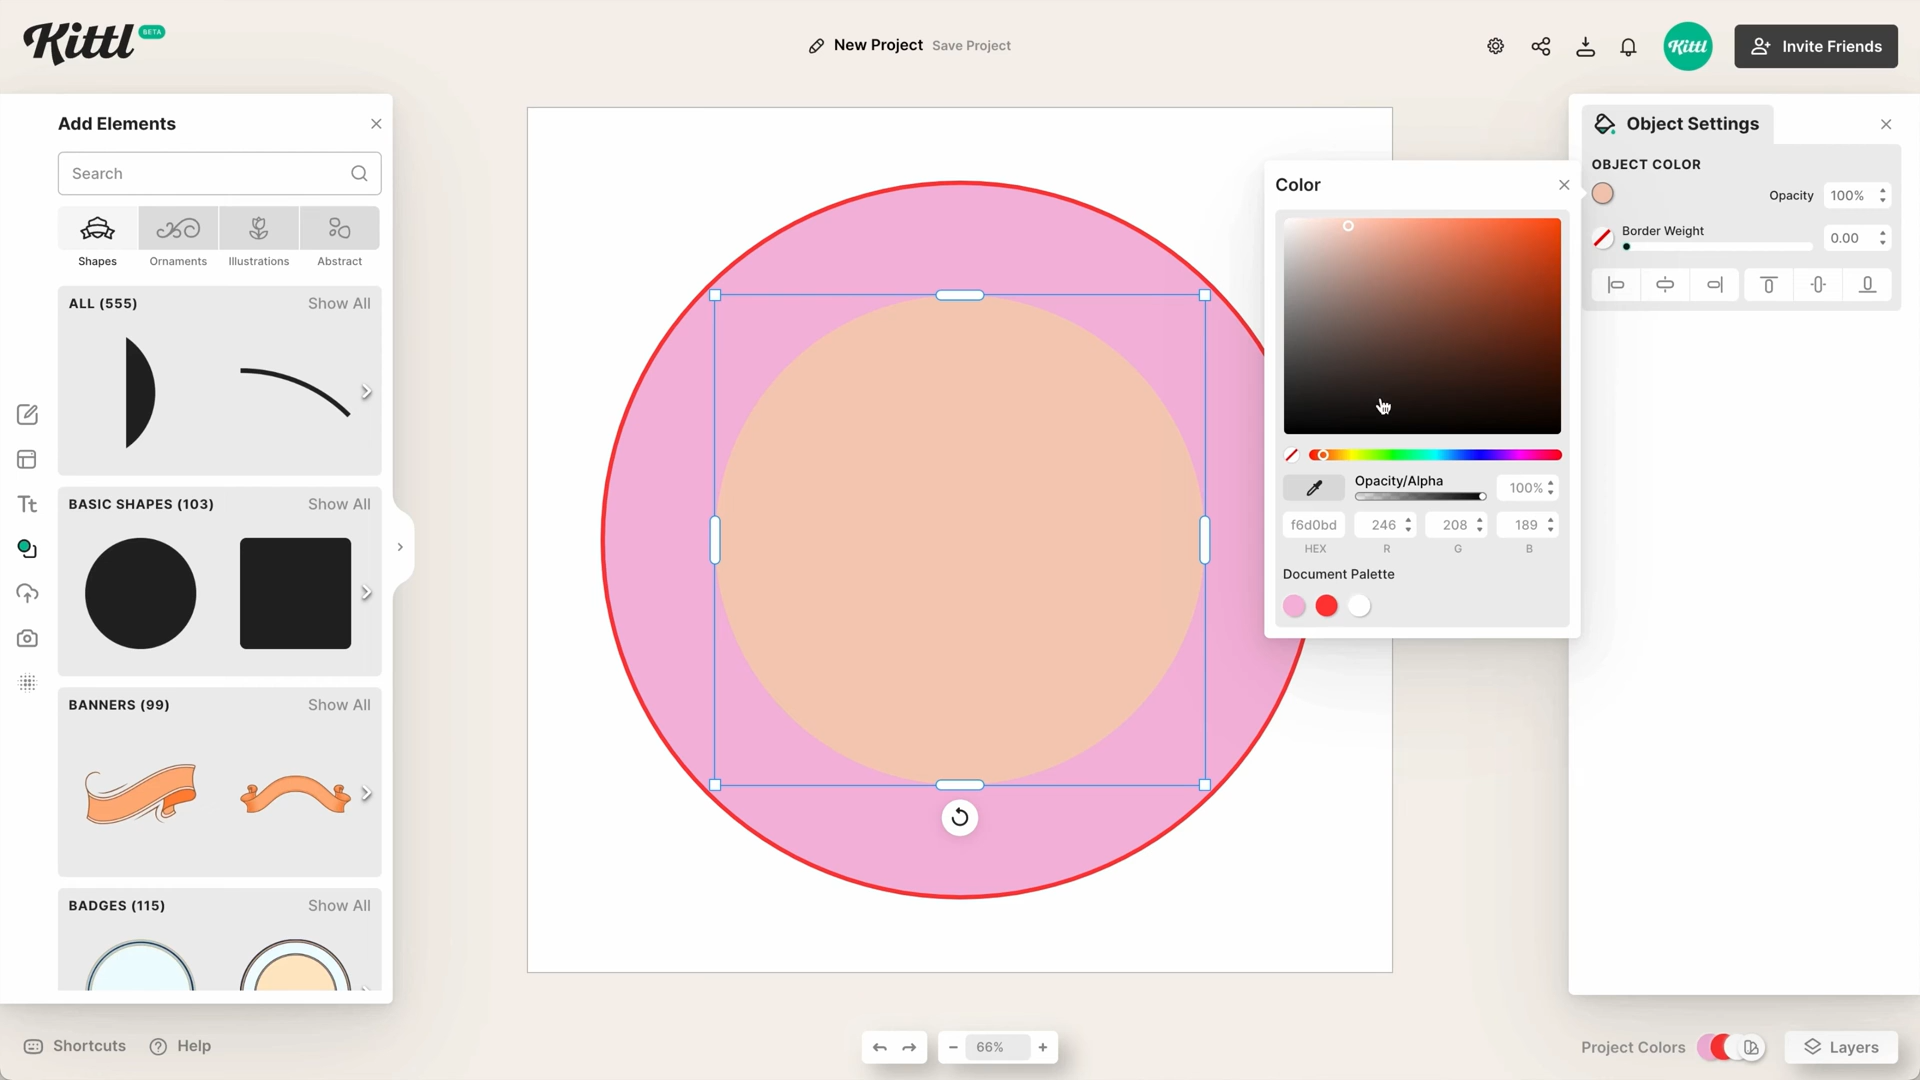 Kittl BETA
New Project Save Project
Kittl
Invite Friends
Add Elements
Search
Shapes Ornaments Illustrations Abstract
ALL (555) Show All
BASIC SHAPES (103) Show All
BANNERS (99) Show All
BADGES (115) Show All
Color
Opacity/Alpha 100%
f6d0bd 246 208 189
HEX R G B
Document Palette
Object Settings
OBJECT COLOR
Opacity 100%
Border Weight 0.00
Tt
Shortcuts Help
66%
Project Colors Layers